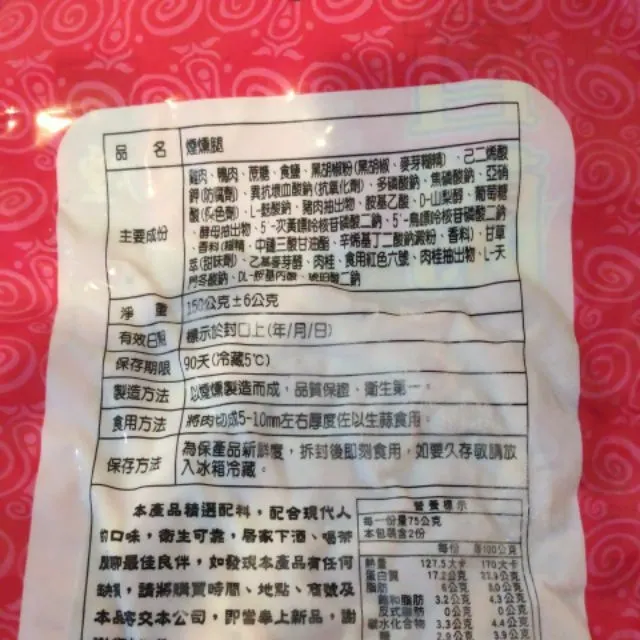 品名 煙燻腿
主要成份 雞肉、鴨肉、蔗糖、食鹽、黑胡椒粉(黑胡椒、麥芽糊精)、己二烯酸
鉀(防腐劑)、異抗壞血酸鈉(抗氧化劑)、多磷酸鈉、焦磷酸鈉、亞硝
酸(保色劑)、L-麩酸鈉、豬肉抽出物、胺基乙酸、D-山梨醇、葡萄糖
、酵母抽出物、5'-次黃嘌呤核苷磷酸二鈉、5'-鳥嘌呤核苷磷酸二鈉
、香料(糊精、中鏈三酸甘油酯、辛烯基丁二酸鈉澱粉、香料)、甘草
萃(甜味劑)、乙基麥芽醇、肉桂、食用紅色六號、肉桂抽出物、L-天
門冬酸鈉、DL-胺基丙酸、琥珀酸二鈉
淨重 150公克±6公克
有效日期 標示於封口上(年/月/日)
保存期限 90天(冷藏5℃)
製造方法 以煙燻製造而成，品質保證、衛生第一。
食用方法 將肉切成5-10mm左右厚度佐以生蒜食用。
保存方法 為保產品新鮮度，拆封後即刻食用，如要久存敬請放
入冰箱冷藏。
本產品精選配料，配合現代人
的口味，衛生可靠，居家下酒、喝茶
聊最佳良伴，如發現本產品有任何
缺，請將購買時間、地點、商號及
本品寄交本公司，即當奉上新品，謝
營養標示
每一份量75公克
本包裝含2份
每份 每100公克
熱量 127.5大卡 170大卡
蛋白質 17.2公克 22.9公克
脂肪 6公克 8.0公克
飽和脂肪 3.2公克 4.3公克
反式脂肪 0公克 0公克
碳水化合物 3.3公克 4.4公克
糖 2.9公克 3.9公克